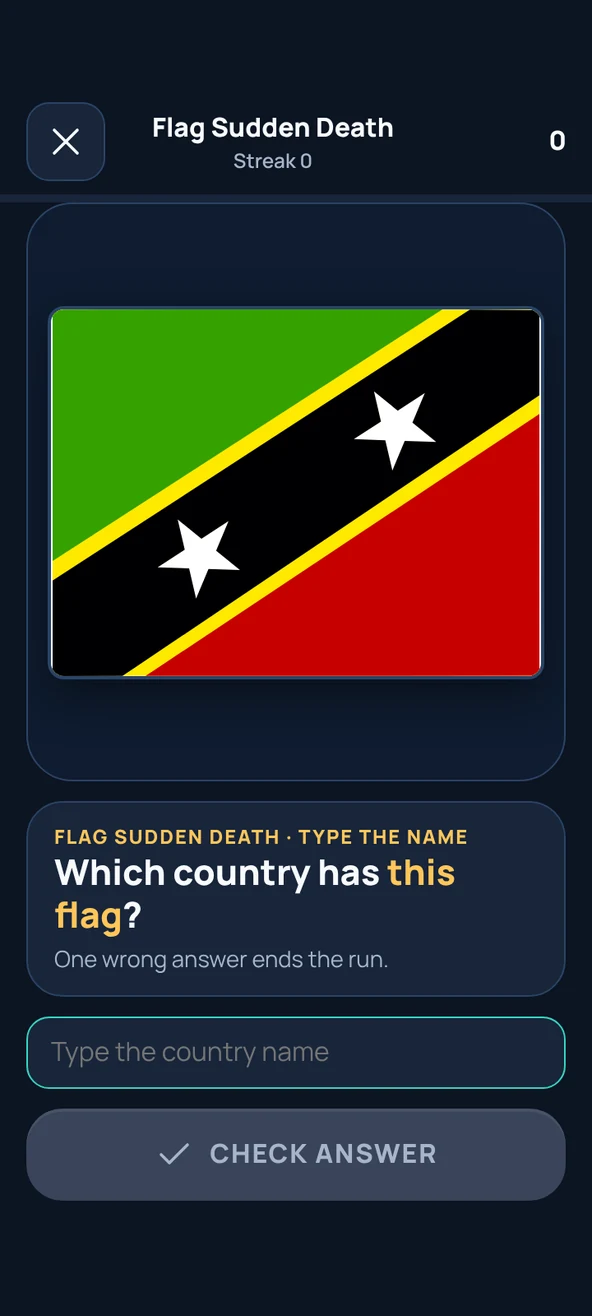 Flag Sudden Death
Streak 0
0
FLAG SUDDEN DEATH · TYPE THE NAME
Which country has this
flag?
One wrong answer ends the run.
Type the country name
CHECK ANSWER